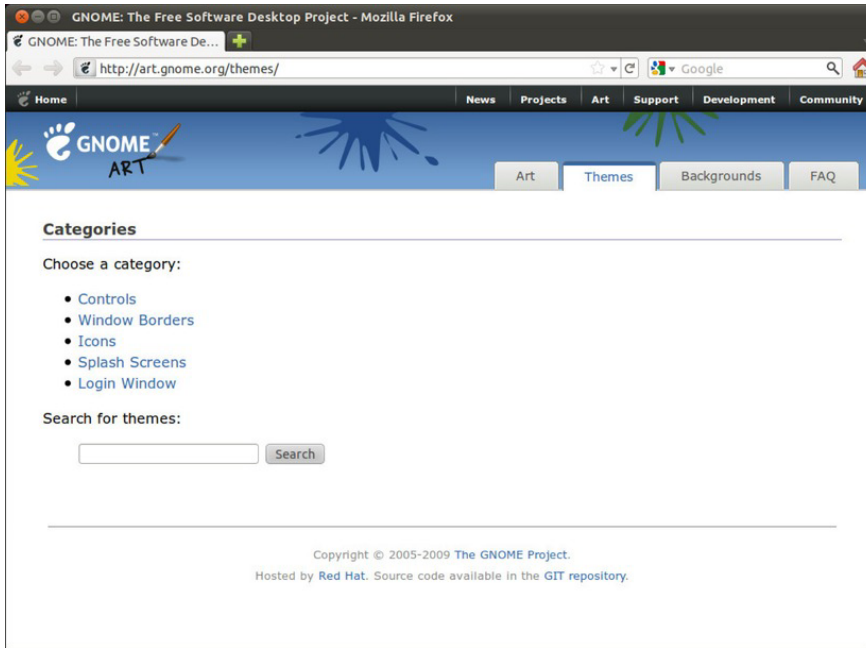 GNOME: The Free Software Desktop Project - Mozilla Firefox
GNOME: The Free Software De...
http://art.gnome.org/themes/
Google
Home News Projects Art Support Development Community
GNOME™
ART
Art Themes Backgrounds FAQ
Categories
Choose a category:
Controls
Window Borders
Icons
Splash Screens
Login Window
Search for themes:
Search
Copyright © 2005-2009 The GNOME Project.
Hosted by Red Hat. Source code available in the GIT repository.